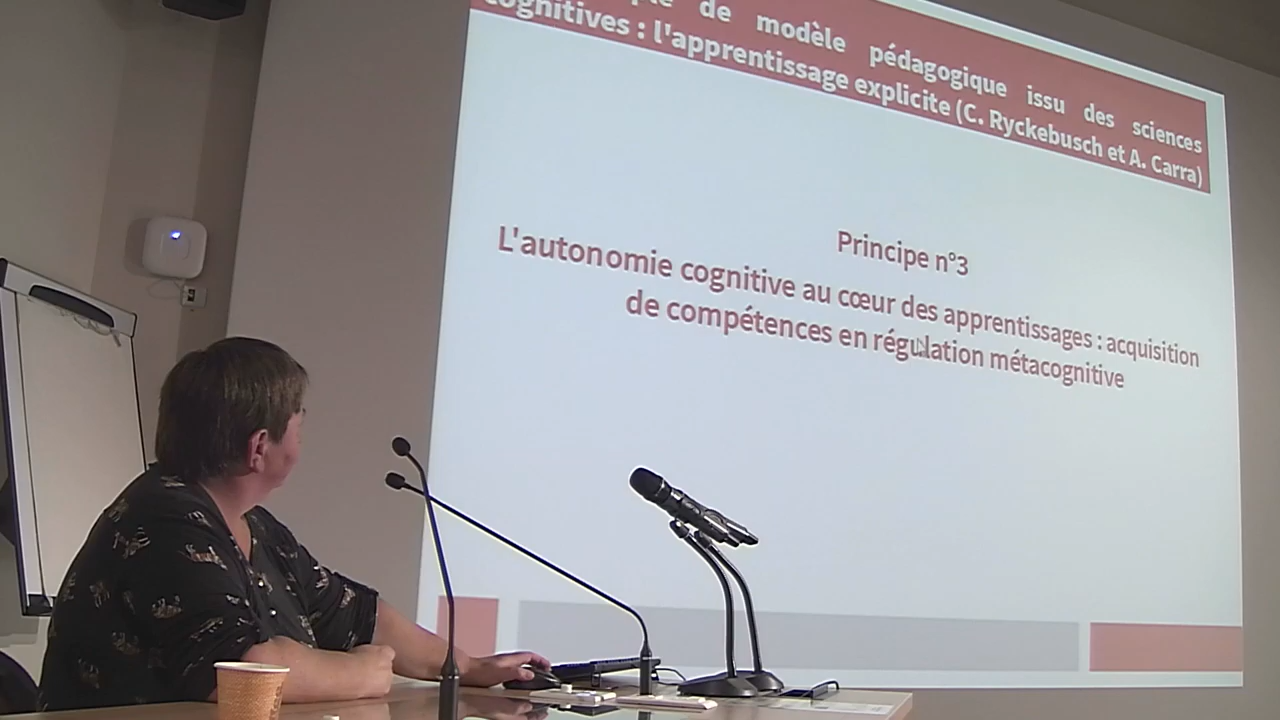 de modèle pédagogique issu des sciences
cognitives : l'apprentissage explicite (C. Ryckebusch et A. Carra)
Principe n°3
L'autonomie cognitive au cœur des apprentissages : acquisition
de compétences en régulation métacognitive